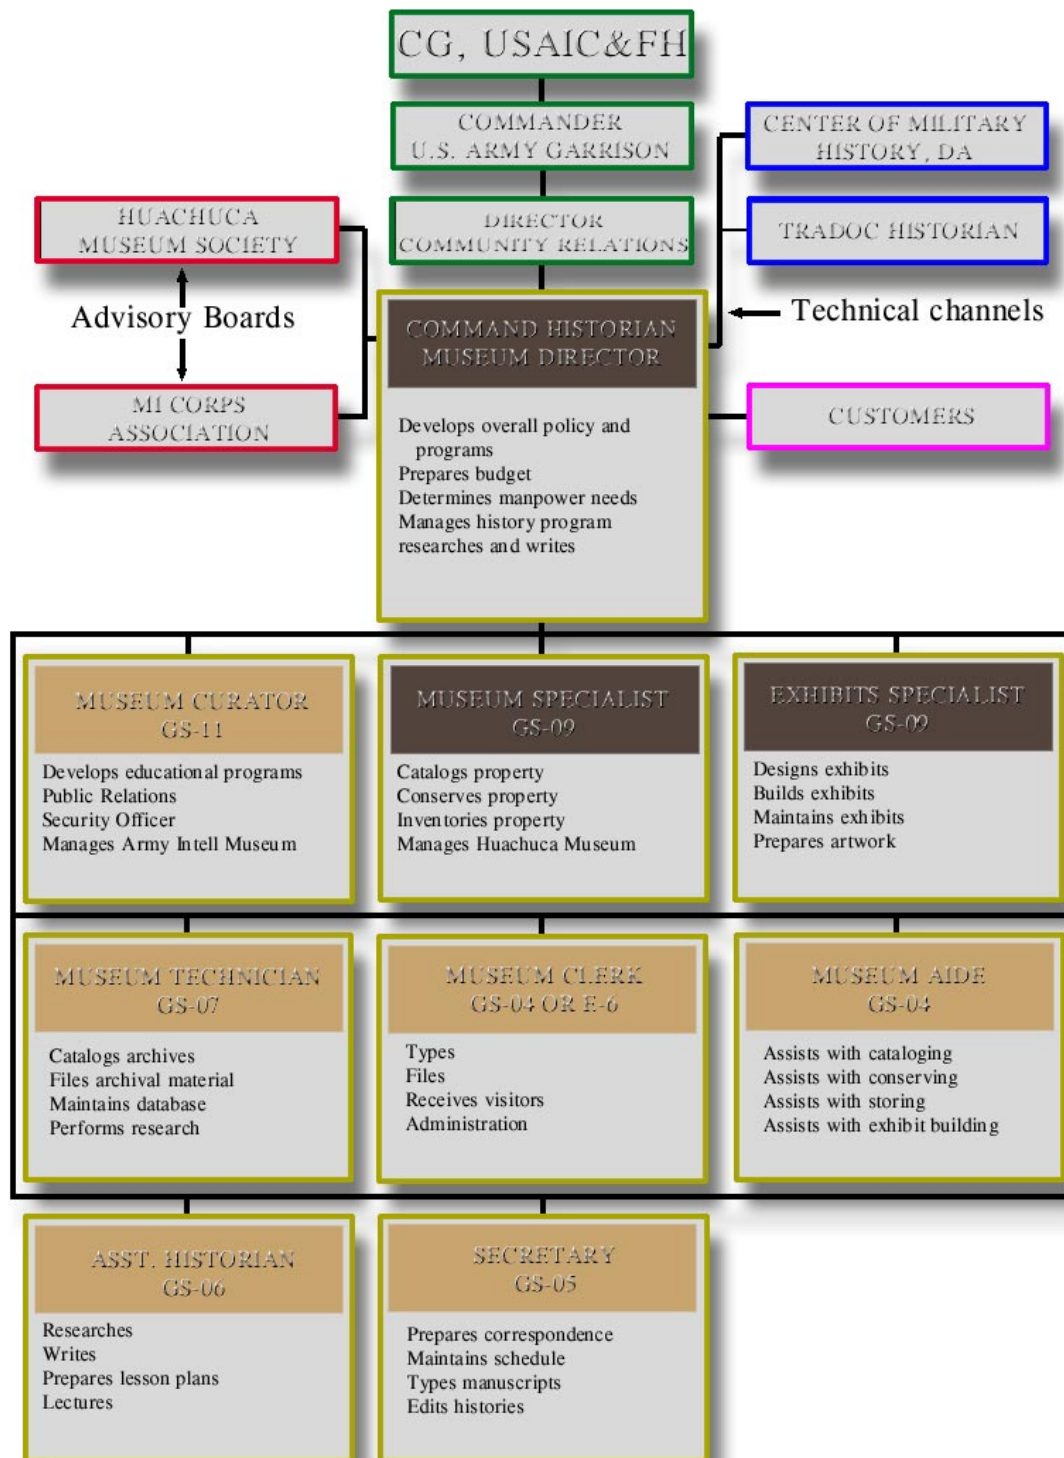 CG, USAIC&FH
COMMANDER
U.S. ARMY GARRISON
DIRECTOR
COMMUNITY RELATIONS
CENTER OF MILITARY
HISTORY, DA
TRADOC HISTORIAN
Technical channels
CUSTOMERS
HUACHUCA
MUSEUM SOCIETY
Advisory Boards
MI CORPS
ASSOCIATION
COMMAND HISTORIAN
MUSEUM DIRECTOR
Develops overall policy and
programs
Prepares budget
Determines manpower needs
Manages history program
researches and writes
MUSEUM CURATOR
GS-11
Develops educational programs
Public Relations
Security Officer
Manages Army Intell Museum
MUSEUM SPECIALIST
GS-09
Catalogs property
Conserves property
Inventories property
Manages Huachuca Museum
EXHIBITS SPECIALIST
GS-09
Designs exhibits
Builds exhibits
Maintains exhibits
Prepares artwork
MUSEUM TECHNICIAN
GS-07
Catalogs archives
Files archival material
Maintains database
Performs research
MUSEUM CLERK
GS-04 OR E-6
Types
Files
Receives visitors
Administration
MUSEUM AIDE
GS-04
Assists with cataloging
Assists with conserving
Assists with storing
Assists with exhibit building
ASST. HISTORIAN
GS-06
Researches
Writes
Prepares lesson plans
Lectures
SECRETARY
GS-05
Prepares correspondence
Maintains schedule
Types manuscripts
Edits histories